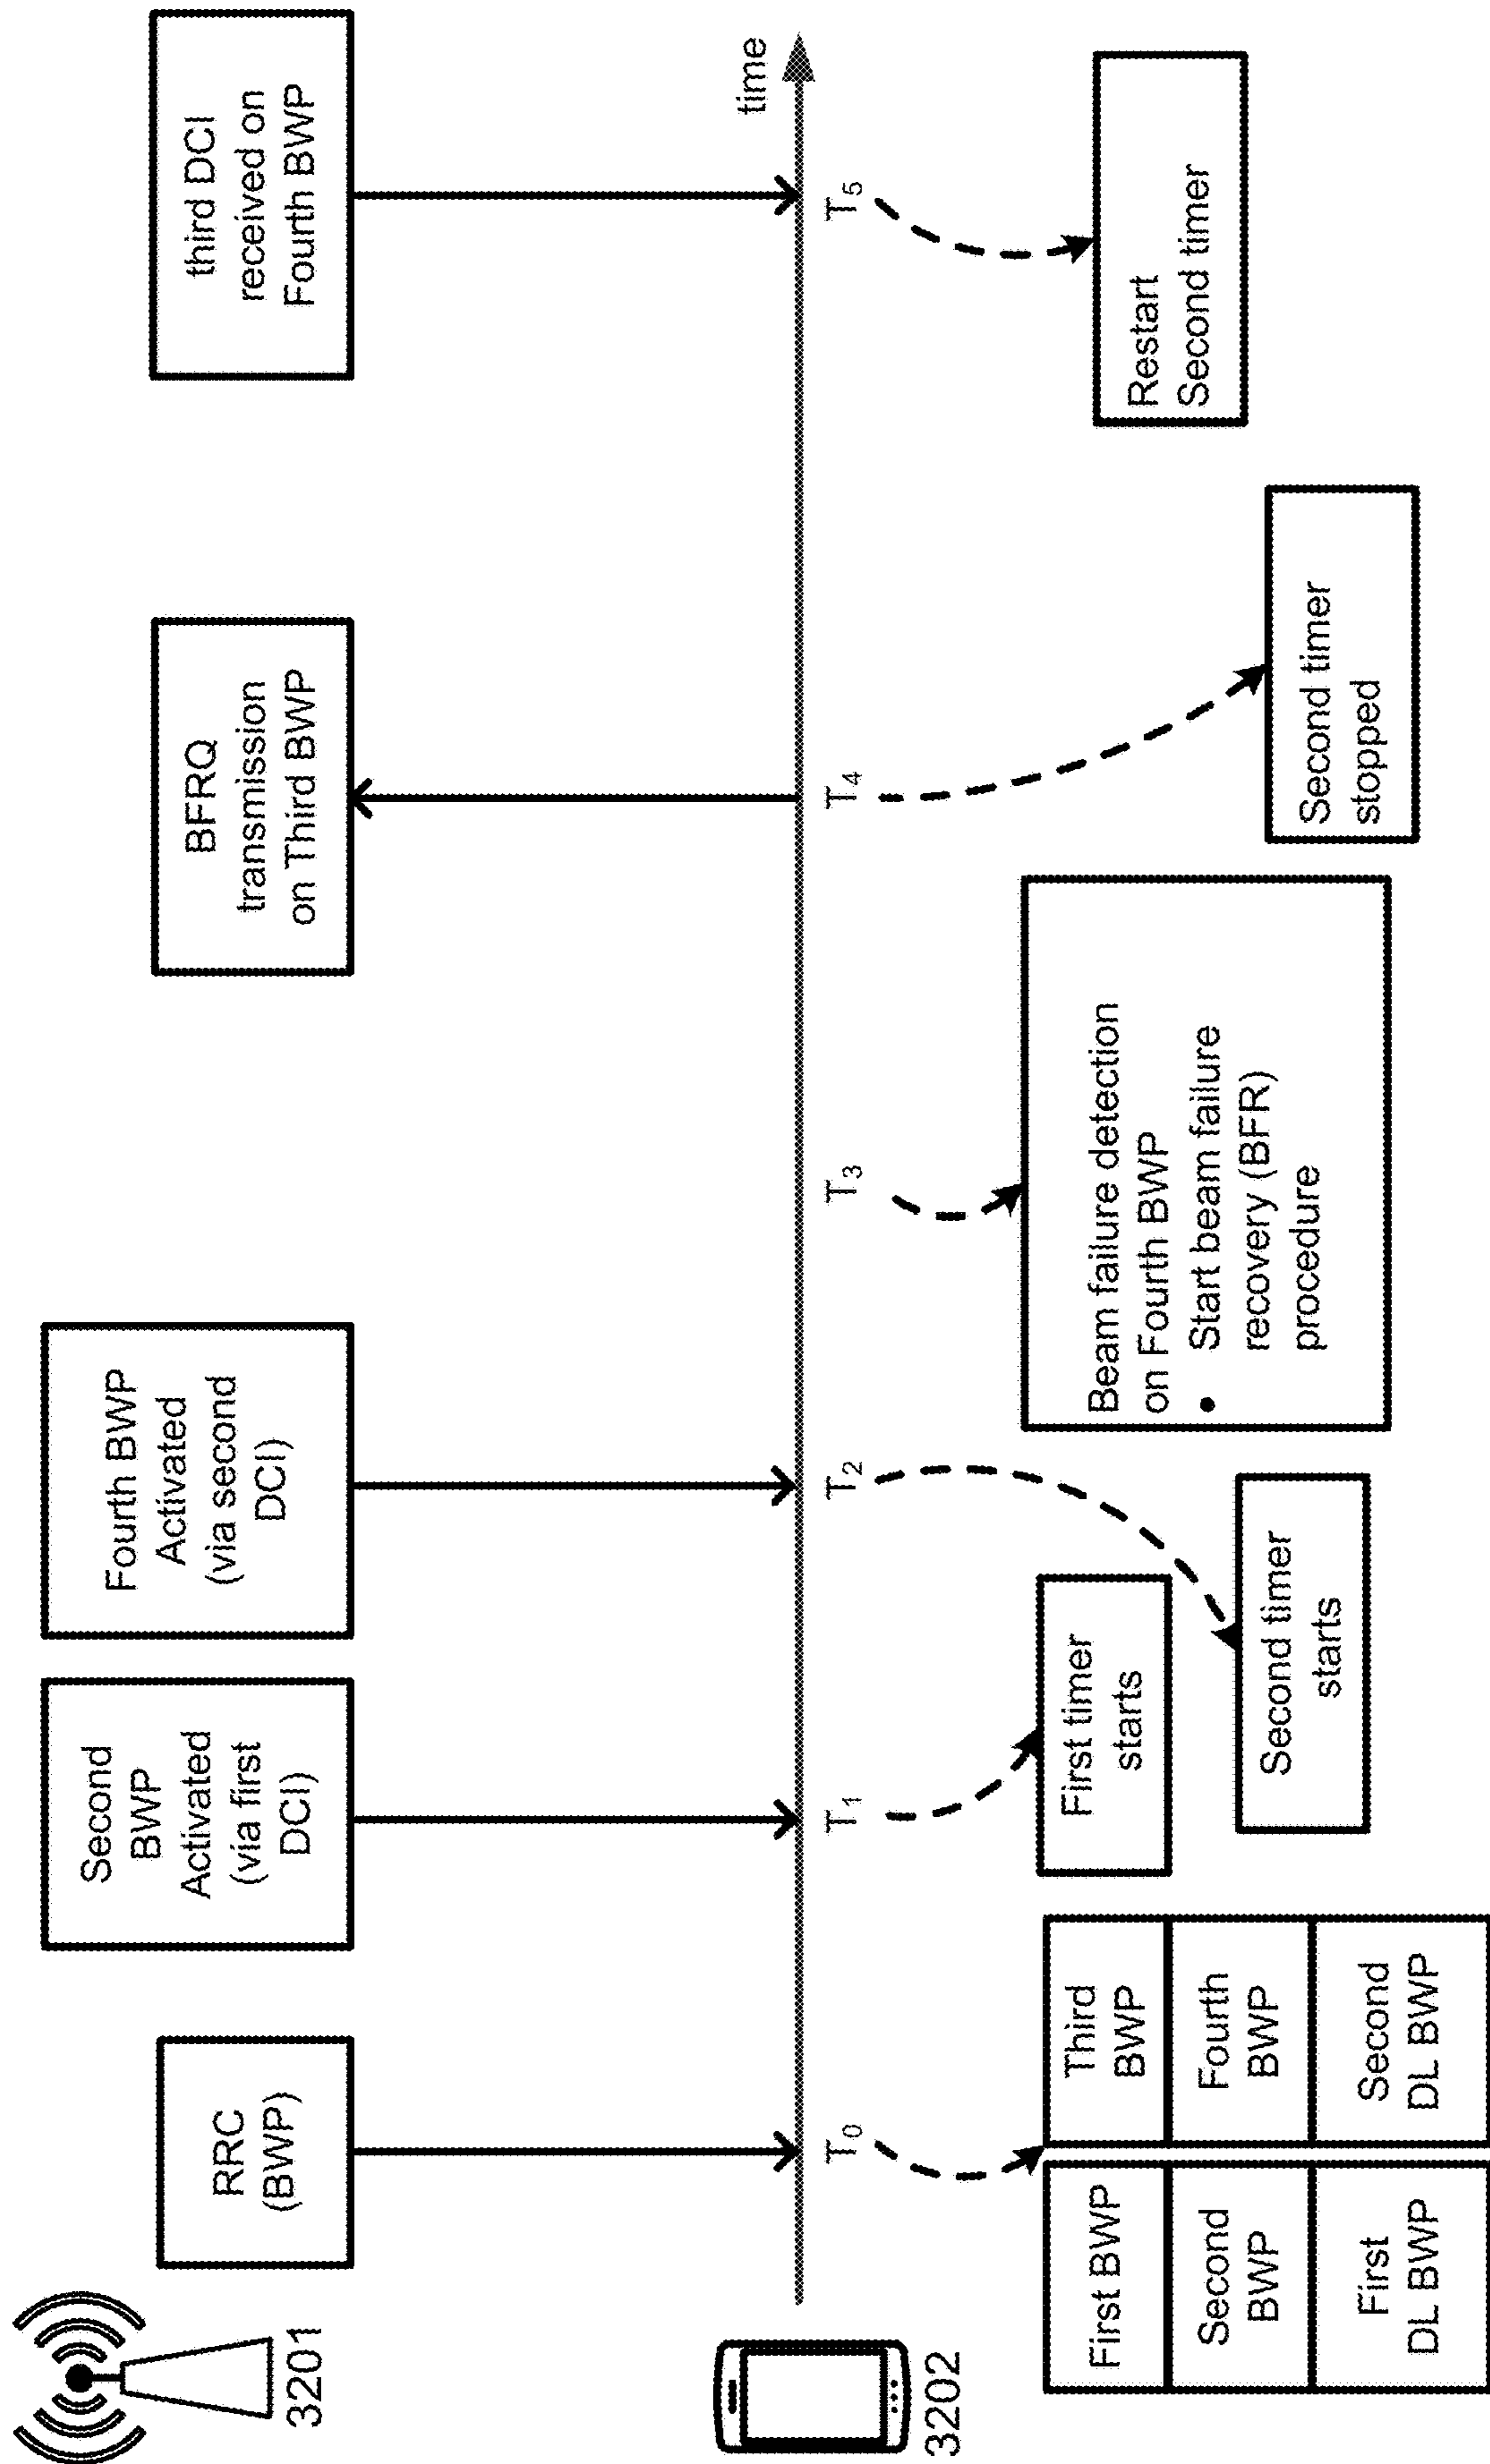 3201
RRC
(BWP)
Second
BWP
Activated
(via first
DCI)
Fourth BWP
Activated
(via second
DCI)
BFRQ
transmission
on Third BWP
third DCI
received on
Fourth BWP
time
3202
T0
T1
T2
T3
T4
T5
First BWP
Second
BWP
First
DL BWP
Third
BWP
Fourth
BWP
Second
DL BWP
First timer
starts
Second timer
starts
Beam failure detection
on Fourth BWP
• Start beam failure
recovery (BFR)
procedure
Second timer
stopped
Restart
Second timer